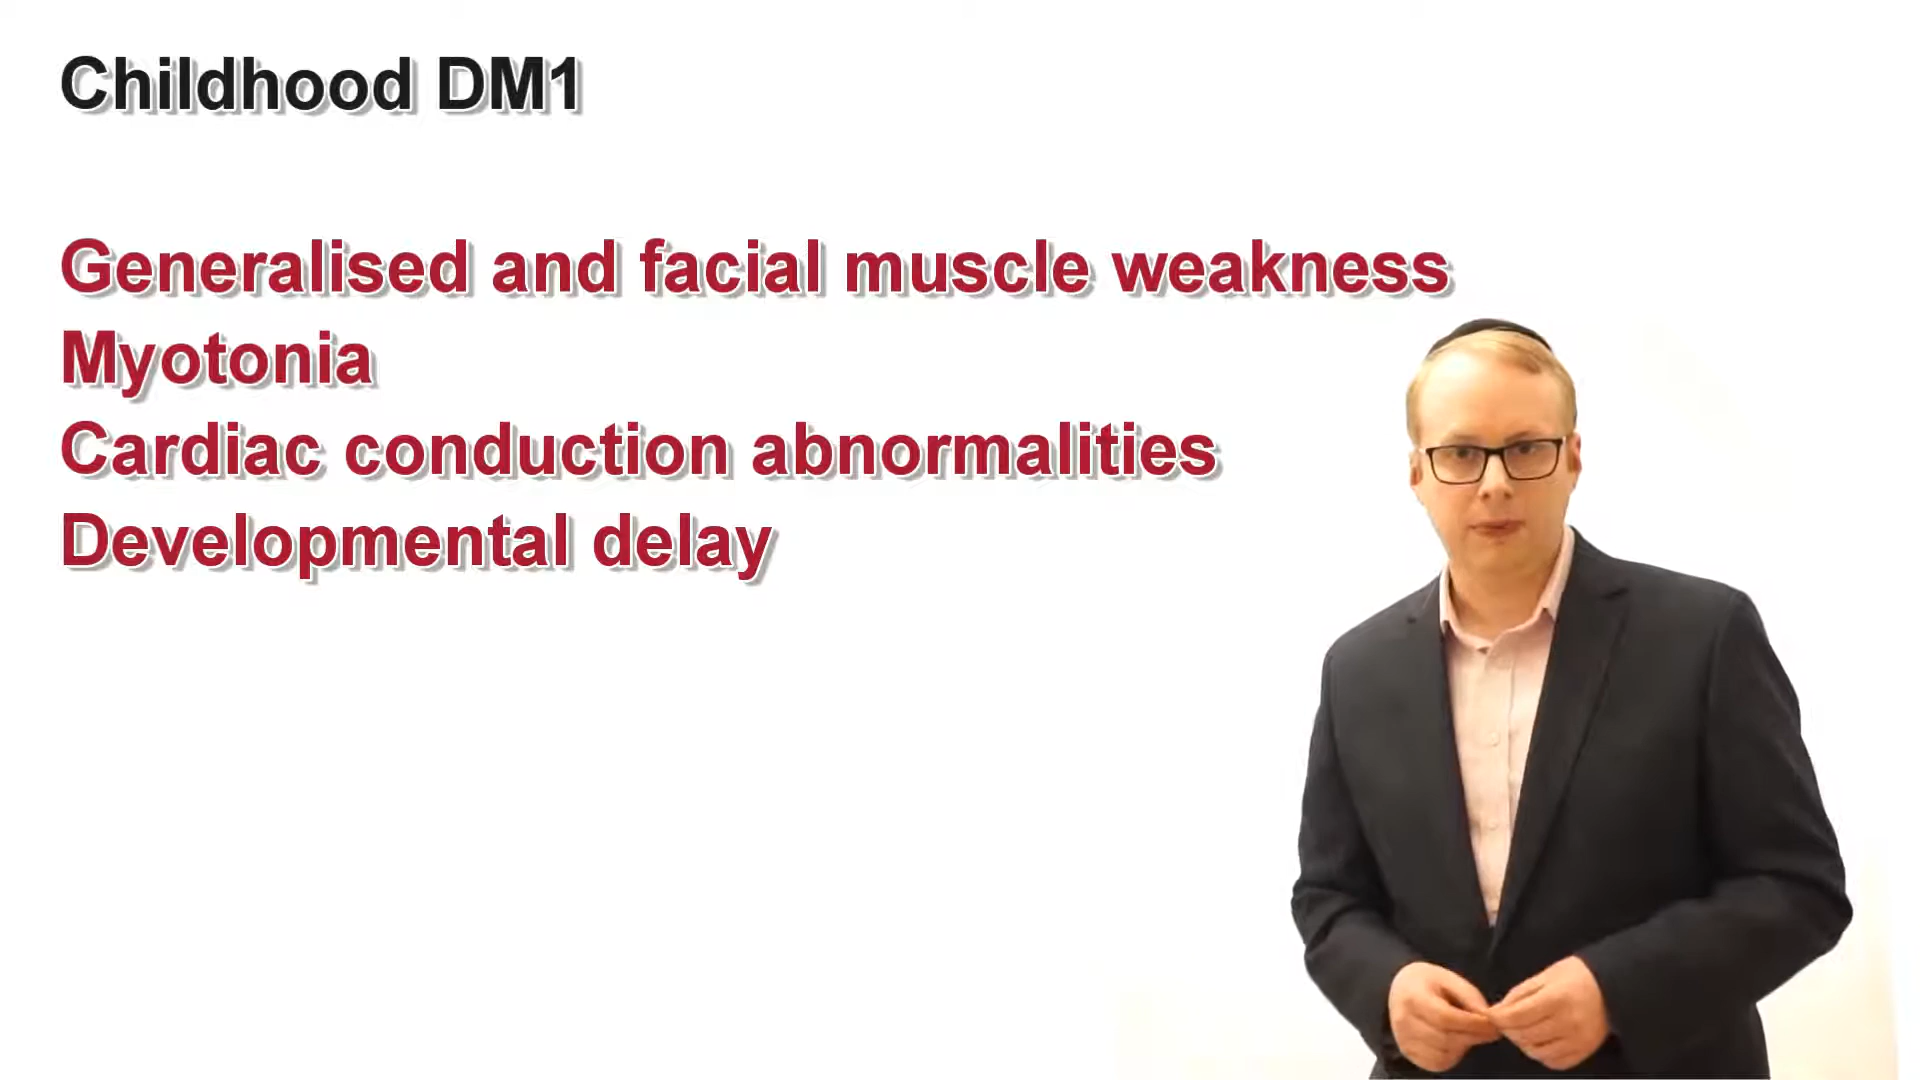 Childhood DM1
Generalised and facial muscle weakness
Myotonia
Cardiac conduction abnormalities
Developmental delay